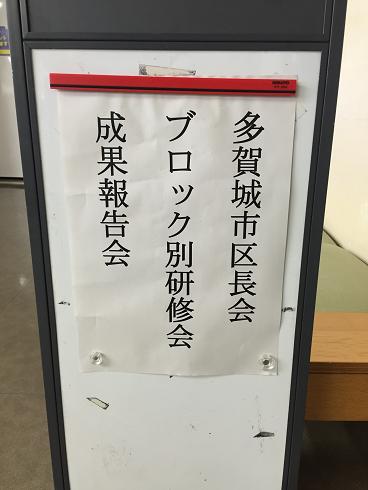 多賀城市区長会
ブロック別研修会
成果報告会